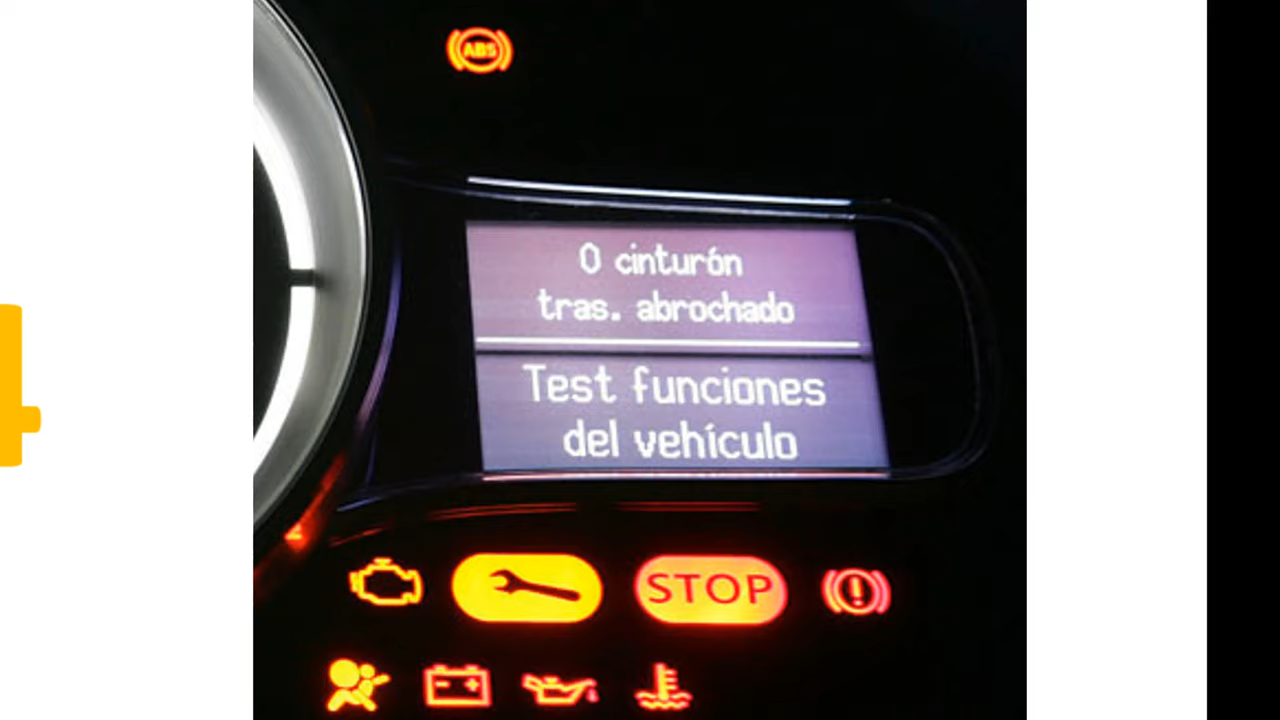 ABS
0 cinturón
tras. abrochado
Test funciones
del vehículo
STOP